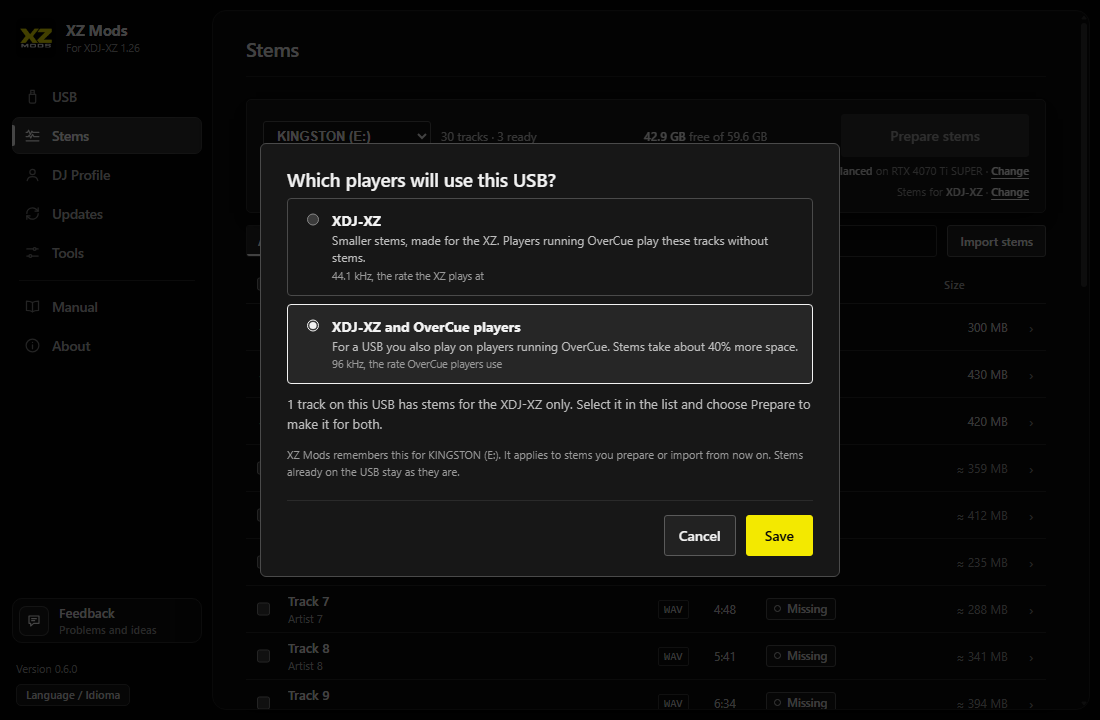 XZ MODS
XZ Mods
For XDJ-XZ 1.26
USB
Stems
DJ Profile
Updates
Tools
Manual
About
Feedback
Problems and ideas
Version 0.6.0
Language / Idioma
Stems
KINGSTON (E:)
30 tracks · 3 ready
42.9 GB free of 59.6 GB
Prepare stems
lanced on RTX 4070 Ti SUPER · Change
Stems for XDJ-XZ · Change
Import stems
Size
300 MB
430 MB
420 MB
≈ 359 MB
≈ 412 MB
≈ 235 MB
Which players will use this USB?
XDJ-XZ
Smaller stems, made for the XZ. Players running OverCue play these tracks without
stems.
44.1 kHz, the rate the XZ plays at
XDJ-XZ and OverCue players
For a USB you also play on players running OverCue. Stems take about 40% more space.
96 kHz, the rate OverCue players use
1 track on this USB has stems for the XDJ-XZ only. Select it in the list and choose Prepare to
make it for both.
XZ Mods remembers this for KINGSTON (E:). It applies to stems you prepare or import from now on. Stems
already on the USB stay as they are.
Cancel
Save
Track 7
Artist 7
WAV
4:48
Missing
≈ 288 MB
Track 8
Artist 8
WAV
5:41
Missing
≈ 341 MB
Track 9
WAV
6:34
Missing
≈ 394 MB